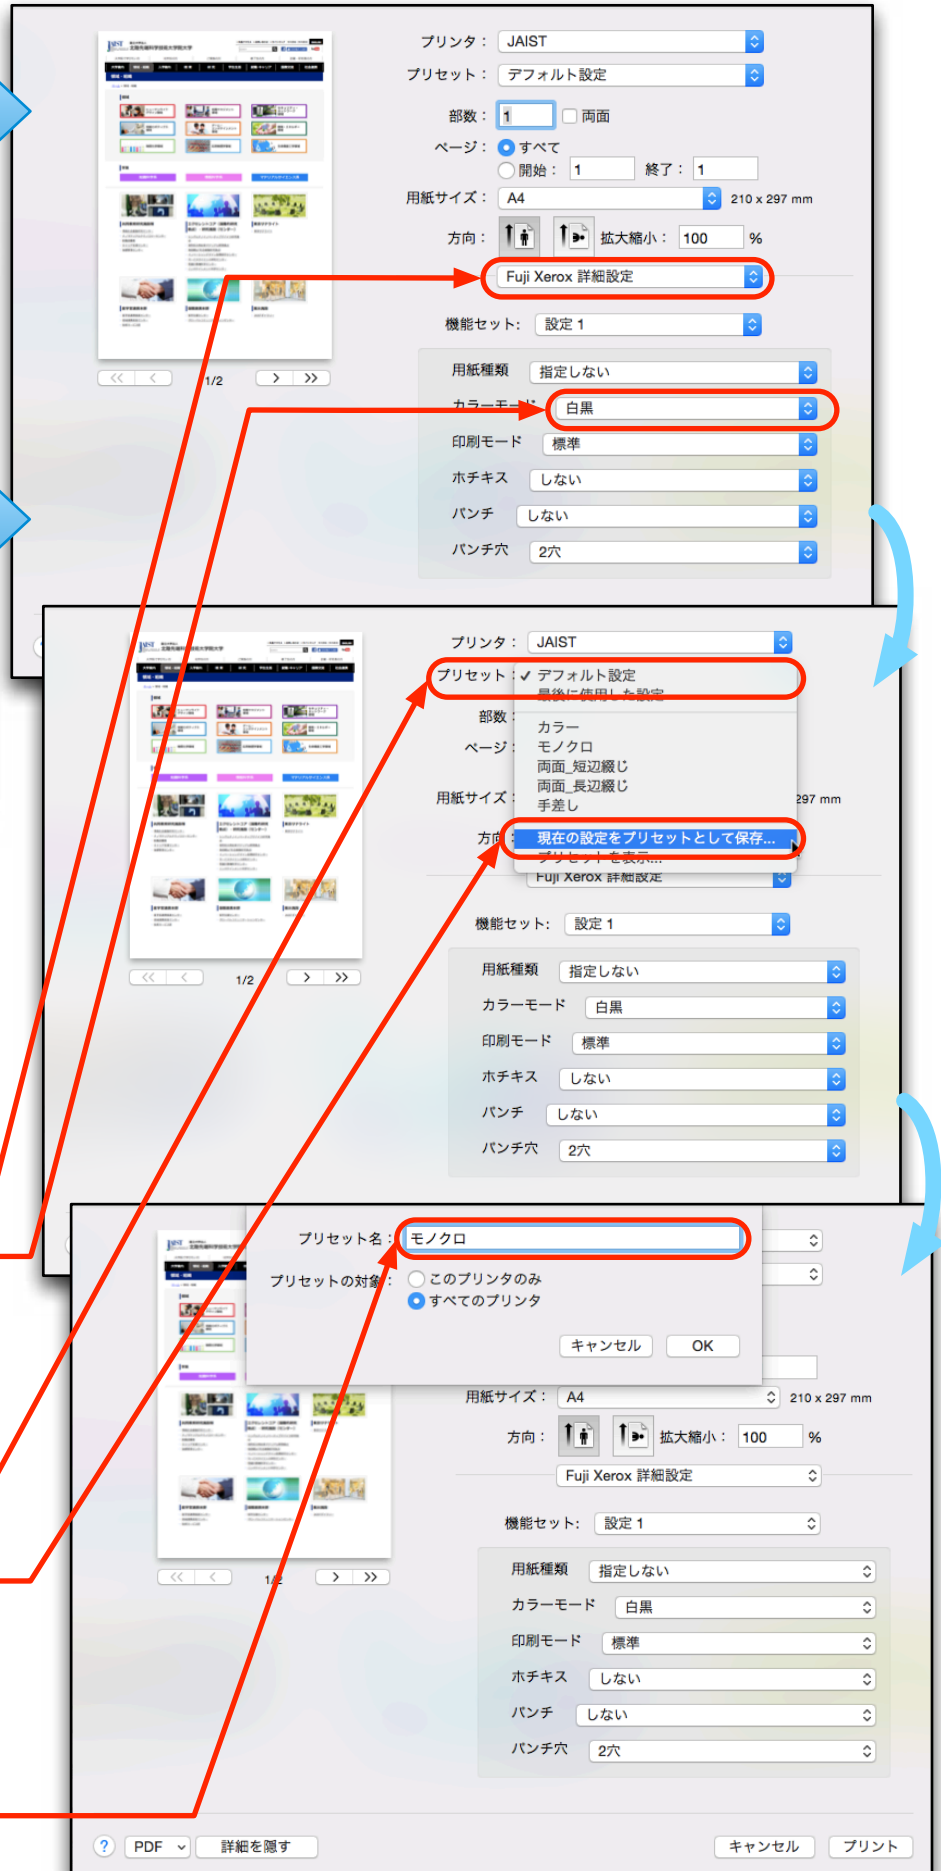 プリンタ： JAIST
プリセット： デフォルト設定
部数： 1 両面
ページ： すべて
開始： 1 終了： 1
用紙サイズ： A4 210 x 297 mm
方向： 拡大縮小： 100 %
Fuji Xerox 詳細設定
機能セット: 設定 1
1/2
用紙種類 指定しない
カラーモード 白黒
印刷モード 標準
ホチキス しない
パンチ しない
パンチ穴 2穴
プリンタ： JAIST
プリセット： ✓ デフォルト設定
最後に使用した設定
部数：
カラー
ページ： モノクロ
両面_短辺綴じ
両面_長辺綴じ
用紙サイズ： 297 mm
手差し
方向： 現在の設定をプリセットとして保存...
プリセットを表示...
Fuji Xerox 詳細設定
機能セット: 設定 1
1/2
用紙種類 指定しない
カラーモード 白黒
印刷モード 標準
ホチキス しない
パンチ しない
パンチ穴 2穴
プリセット名： モノクロ
プリセットの対象： このプリンタのみ
すべてのプリンタ
キャンセル OK
用紙サイズ： A4 210 x 297 mm
方向： 拡大縮小： 100 %
Fuji Xerox 詳細設定
機能セット: 設定 1
1/2
用紙種類 指定しない
カラーモード 白黒
印刷モード 標準
ホチキス しない
パンチ しない
パンチ穴 2穴
? PDF 詳細を隠す キャンセル プリント